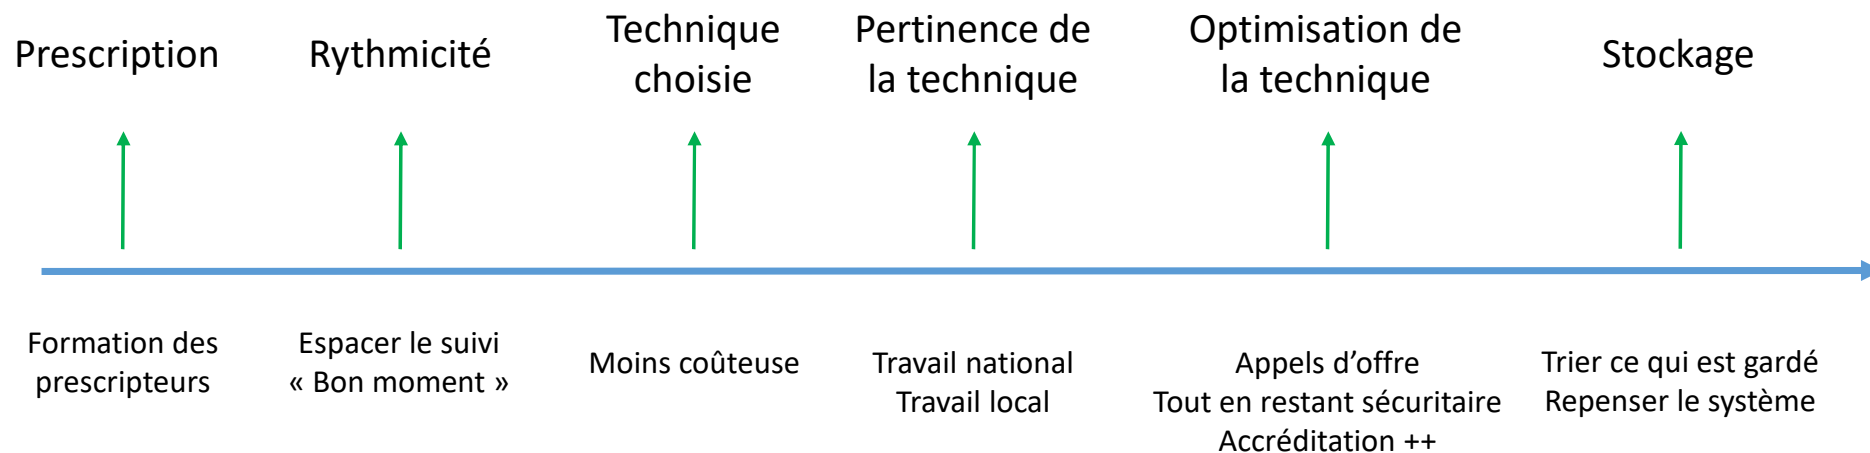 Prescription
Rythmicité
Technique
choisie
Pertinence de
la technique
Optimisation de
la technique
Stockage
Formation des
prescripteurs
Espacer le suivi
« Bon moment »
Moins coûteuse
Travail national
Travail local
Appels d’offre
Tout en restant sécuritaire
Accréditation ++
Trier ce qui est gardé
Repenser le système